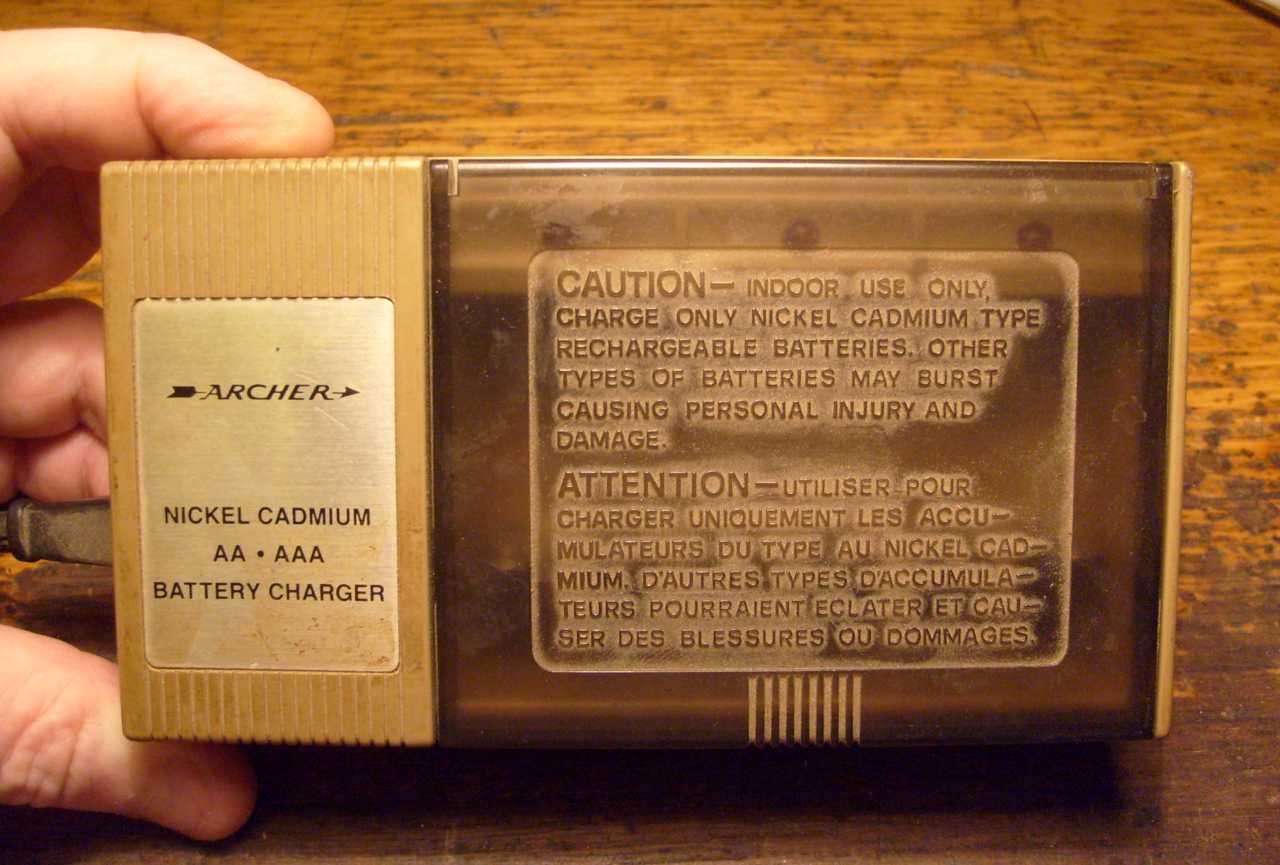 ARCHER
NICKEL CADMIUM
AA • AAA
BATTERY CHARGER
CAUTION — INDOOR USE ONLY,
CHARGE ONLY NICKEL CADMIUM TYPE
RECHARGEABLE BATTERIES. OTHER
TYPES OF BATTERIES MAY BURST
CAUSING PERSONAL INJURY AND
DAMAGE.
ATTENTION — UTILISER POUR
CHARGER UNIQUEMENT LES ACCU-
MULATEURS DU TYPE AU NICKEL CAD-
MIUM. D'AUTRES TYPES D'ACCUMULA-
TEURS POURRAIENT ECLATER ET CAU-
SER DES BLESSURES OU DOMMAGES.